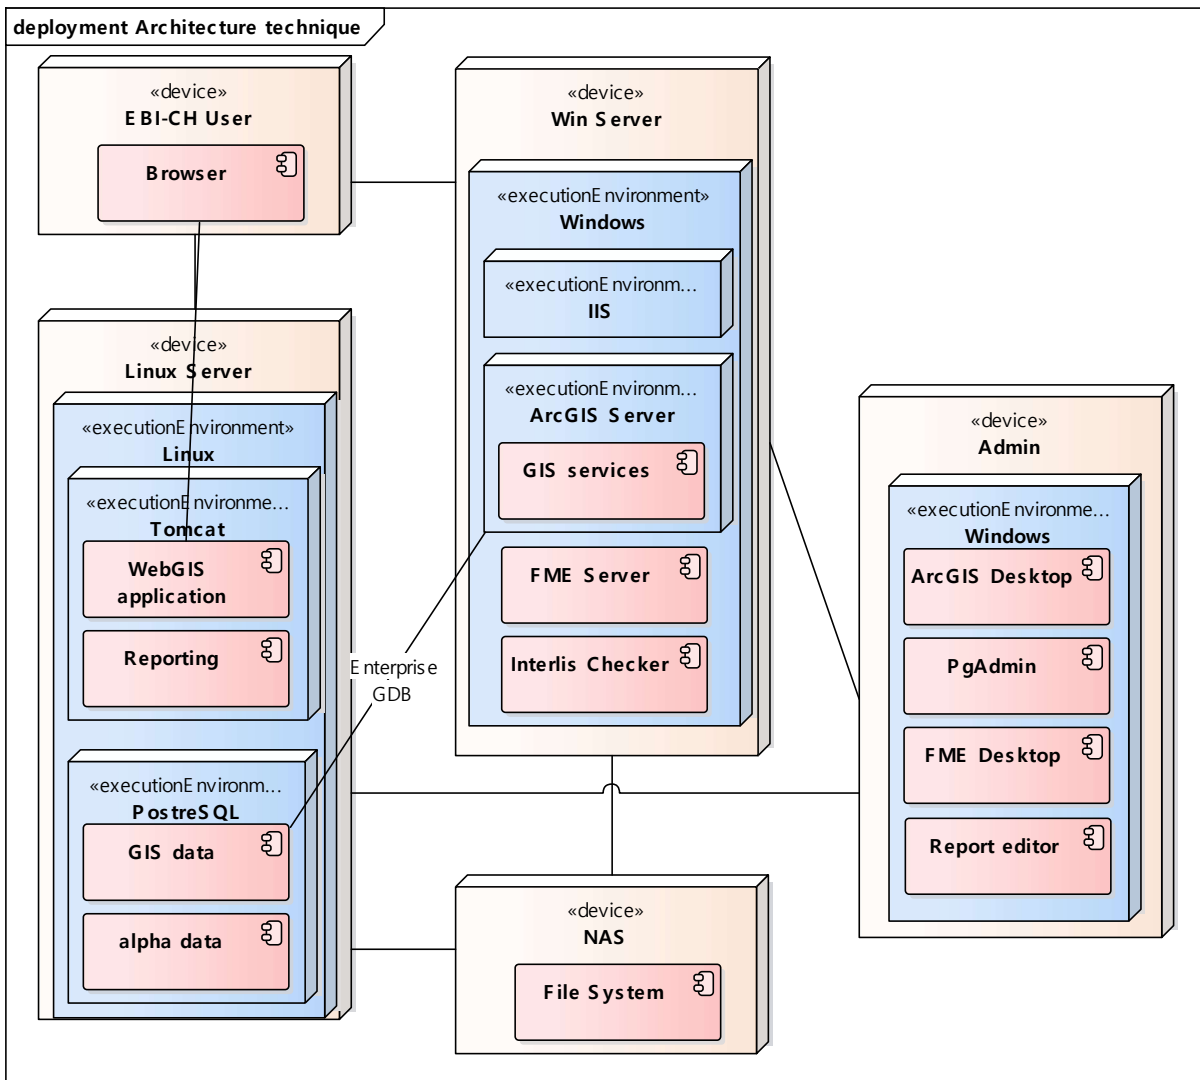 deployment Architecture technique
«device»
EBI-CH User
Browser
«device»
Win Server
«executionEnvironment»
Windows
«executionEnvironm...
IIS
«executionEnvironm...
ArcGIS Server
GIS services
FME Server
Interlis Checker
«device»
Linux Server
«executionEnvironment»
Linux
«executionEnvironme...
Tomcat
WebGIS
application
Reporting
Enterprise
GDB
«executionEnvironm...
PostreSQL
GIS data
alpha data
«device»
Admin
«executionEnvironme...
Windows
ArcGIS Desktop
PgAdmin
FME Desktop
Report editor
«device»
NAS
File System